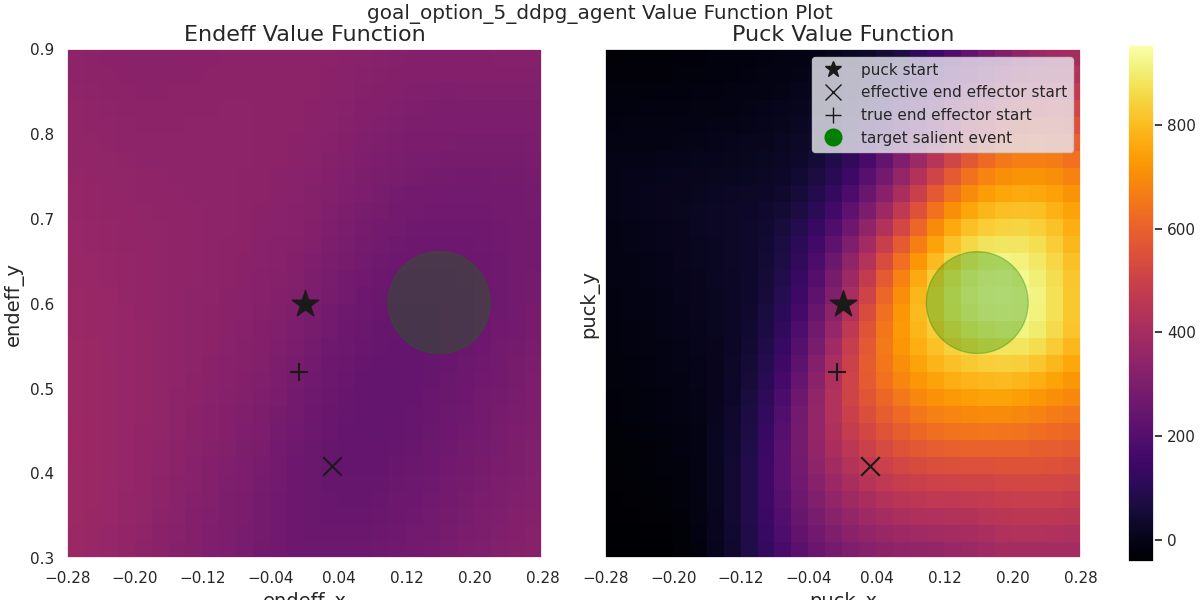 goal_option_5_ddpg_agent Value Function Plot
Endeff Value Function
Puck Value Function
0.9
0.8
0.7
0.6
0.5
0.4
0.3
endeff_y
−0.28 −0.20 −0.12 −0.04 0.04 0.12 0.20 0.28
endeff_x
puck_y
puck start
effective end effector start
true end effector start
target salient event
−0.28 −0.20 −0.12 −0.04 0.04 0.12 0.20 0.28
puck_x
800
600
400
200
0